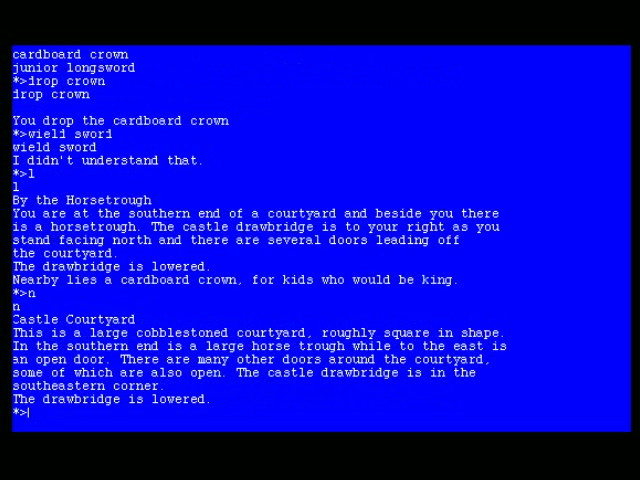 cardboard crown
junior longsword
*>drop crown
drop crown
You drop the cardboard crown
*>wield sword
wield sword
I didn't understand that.
*>l
l
By the Horsetrough
You are at the southern end of a courtyard and beside you there
is a horsetrough. The castle drawbridge is to your right as you
stand facing north and there are several doors leading off
the courtyard.
The drawbridge is lowered.
Nearby lies a cardboard crown, for kids who would be king.
*>n
n
Castle Courtyard
This is a large cobblestoned courtyard, roughly square in shape.
In the southern end is a large horse trough while to the east is
an open door. There are many other doors around the courtyard,
some of which are also open. The castle drawbridge is in the
southeastern corner.
The drawbridge is lowered.
*>